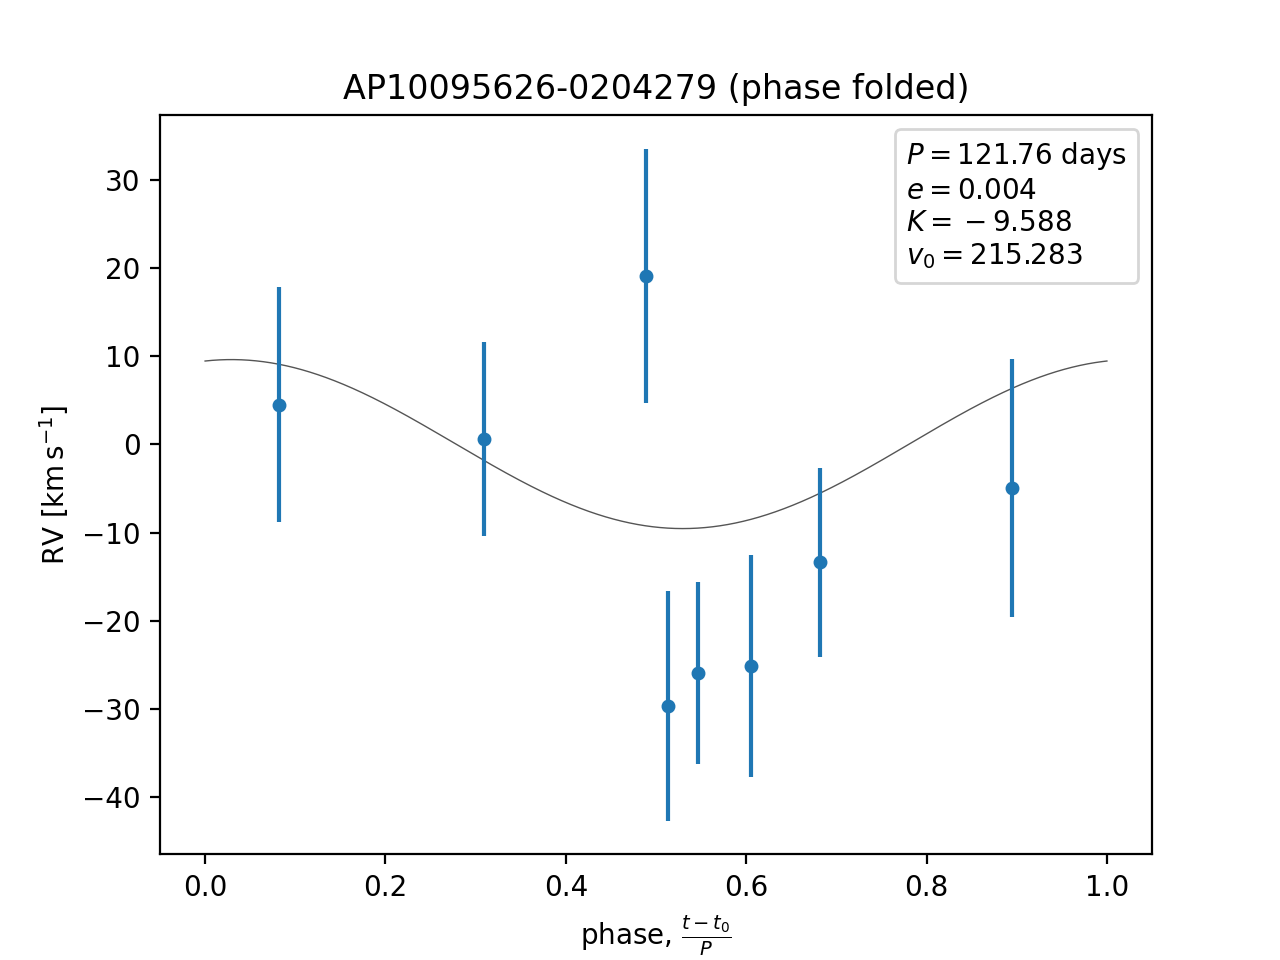 AP10095626-0204279 (phase folded)
P = 121.76 days
e = 0.004
K = −9.588
v₀ = 215.283
30
20
10
0
−10
−20
−30
−40
RV [km s⁻¹]
0.0 0.2 0.4 0.6 0.8 1.0
phase, (t − t₀)/P